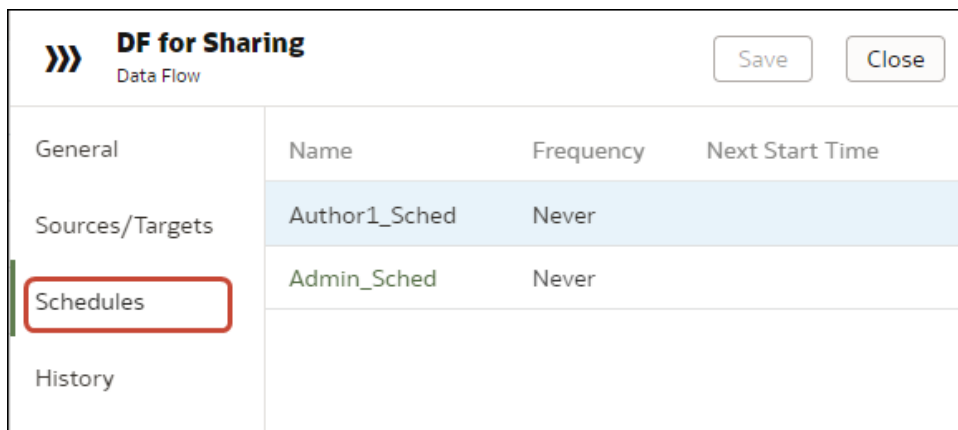 DF for Sharing
Data Flow
Save
Close
General
Sources/Targets
Schedules
History
Name Frequency Next Start Time
Author1_Sched Never
Admin_Sched Never